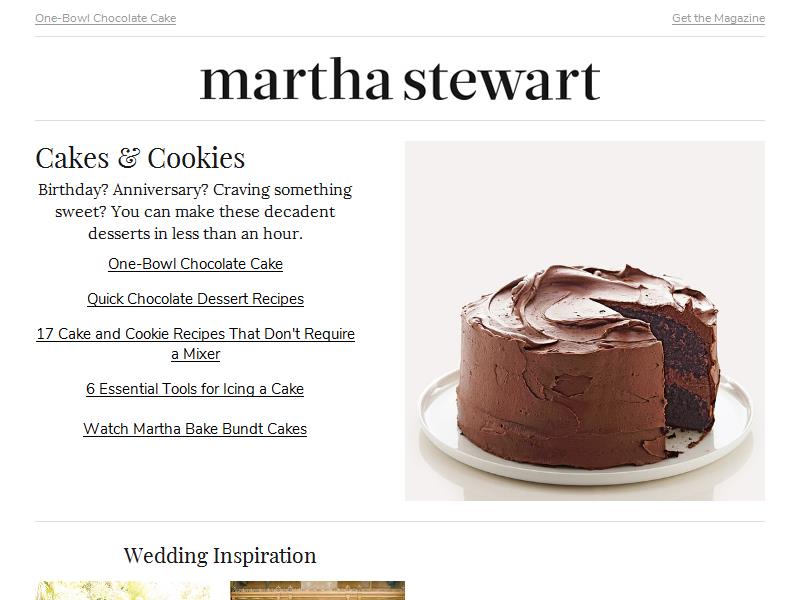 One-Bowl Chocolate Cake
Get the Magazine
martha stewart
Cakes & Cookies
Birthday? Anniversary? Craving something
sweet? You can make these decadent
desserts in less than an hour.
One-Bowl Chocolate Cake
Quick Chocolate Dessert Recipes
17 Cake and Cookie Recipes That Don't Require
a Mixer
6 Essential Tools for Icing a Cake
Watch Martha Bake Bundt Cakes
Wedding Inspiration